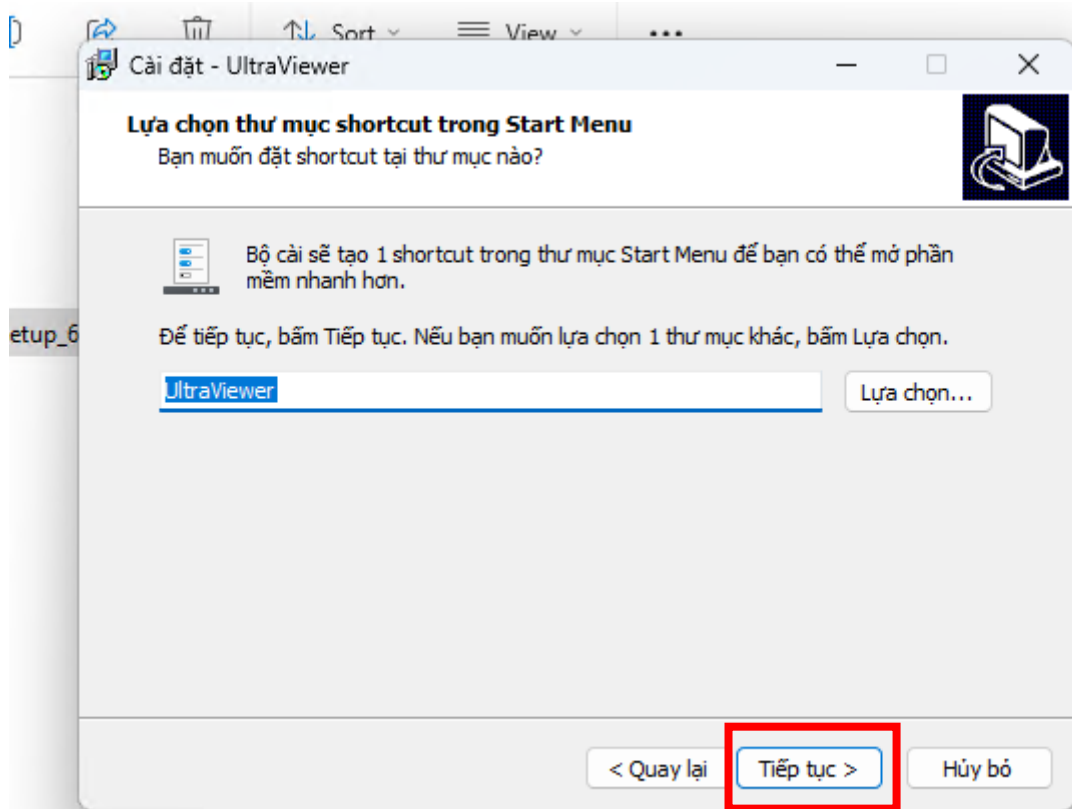 Sort
View
Cài đặt - UltraViewer
Lựa chọn thư mục shortcut trong Start Menu
Bạn muốn đặt shortcut tại thư mục nào?
Bộ cài sẽ tạo 1 shortcut trong thư mục Start Menu để bạn có thể mở phần
mềm nhanh hơn.
etup_6
Để tiếp tục, bấm Tiếp tục. Nếu bạn muốn lựa chọn 1 thư mục khác, bấm Lựa chọn.
UltraViewer
Lựa chọn...
< Quay lại
Tiếp tục >
Hủy bỏ